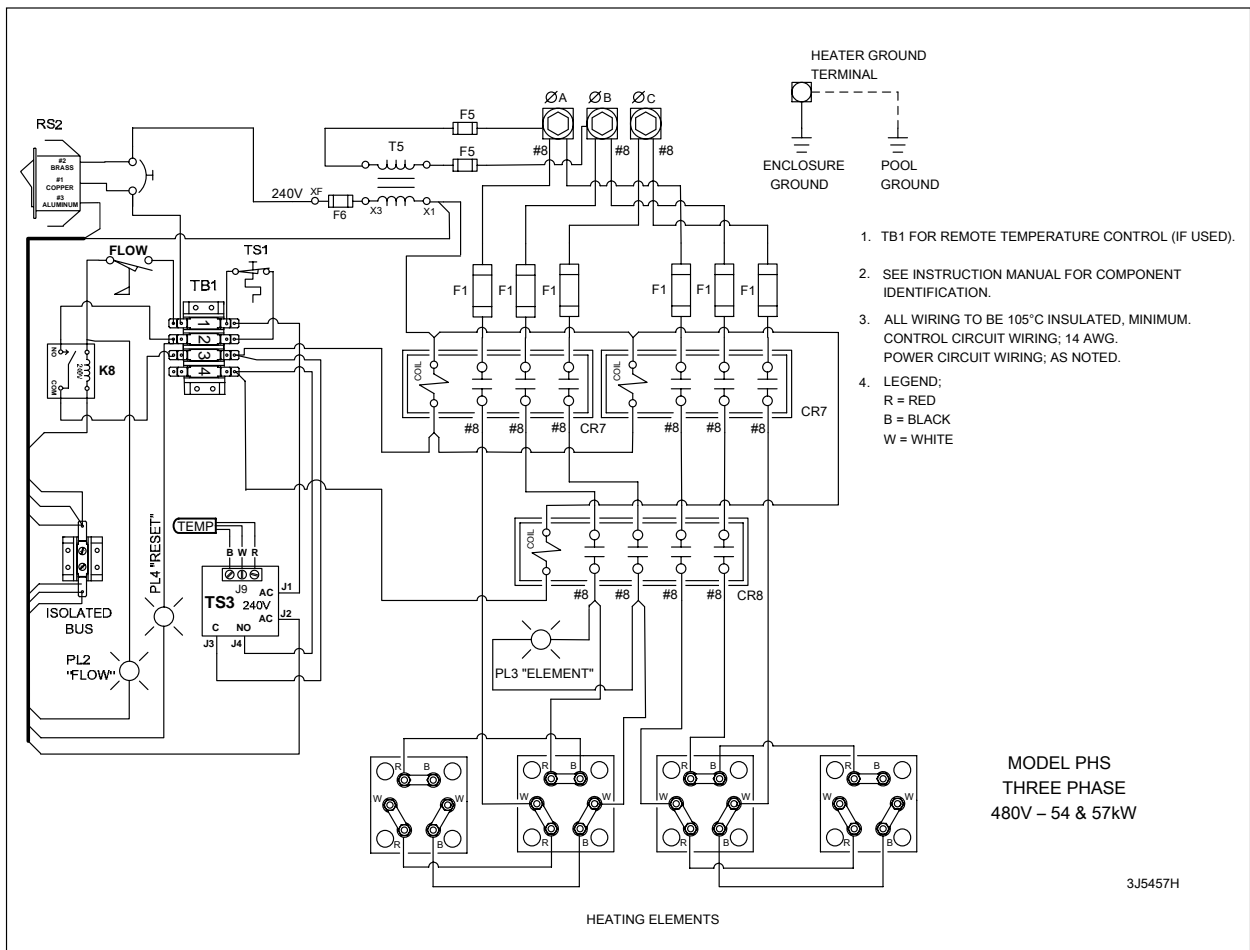 HEATER GROUND
TERMINAL
ENCLOSURE
GROUND
POOL
GROUND
RS2
#2
BRASS
#1
COPPER
#3
ALUMINUM
ØA
ØB
ØC
F5
F5
T5
#8
#8
#8
240V
XF
F6
X3
X1
FLOW
TS1
TB1
1
2
3
4
NO
COM
240V
K8
F1
F1
F1
F1
F1
F1
COIL
COIL
#8
#8
#8
CR7
#8
#8
#8
CR7
1. TB1 FOR REMOTE TEMPERATURE CONTROL (IF USED).
2. SEE INSTRUCTION MANUAL FOR COMPONENT
IDENTIFICATION.
3. ALL WIRING TO BE 105°C INSULATED, MINIMUM.
CONTROL CIRCUIT WIRING; 14 AWG.
POWER CIRCUIT WIRING; AS NOTED.
4. LEGEND;
R = RED
B = BLACK
W = WHITE
TEMP
B W R
J9
TS3
240V
AC
J1
AC
J2
C
NO
J3
J4
ISOLATED
BUS
PL4 "RESET"
PL2
"FLOW"
COIL
#8
#8
#8
#8
CR8
PL3 "ELEMENT"
R B
W W
R B
R B
W W
R B
R B
W W
R B
R B
W W
R B
MODEL PHS
THREE PHASE
480V – 54 & 57kW
3J5457H
HEATING ELEMENTS